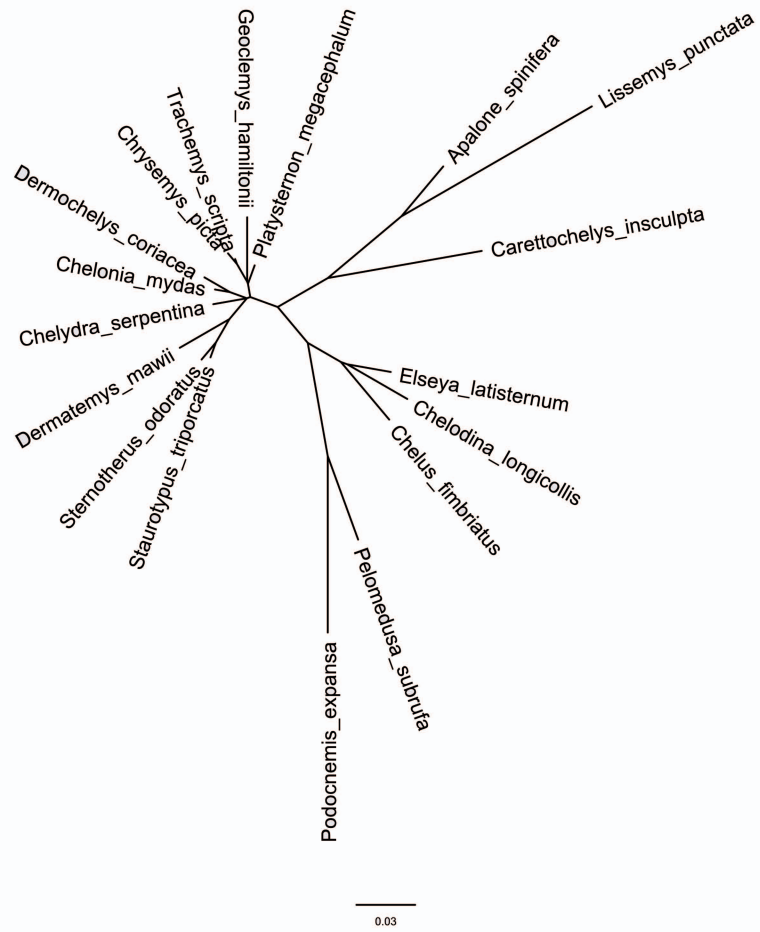 Geoclemys_hamiltonii
Platysternon_megacephalum
Trachemys_scripta
Chrysemys_picta
Apalone_spinifera
Lissemys_punctata
Dermochelys_coriacea
Chelonia_mydas
Carettochelys_insculpta
Chelydra_serpentina
Dermatemys_mawii
Sternotherus_odoratus
Staurotypus_triporcatus
Elseya_latisternum
Chelodina_longicollis
Chelus_fimbriatus
Pelomedusa_subrufa
Podocnemis_expansa
0.03